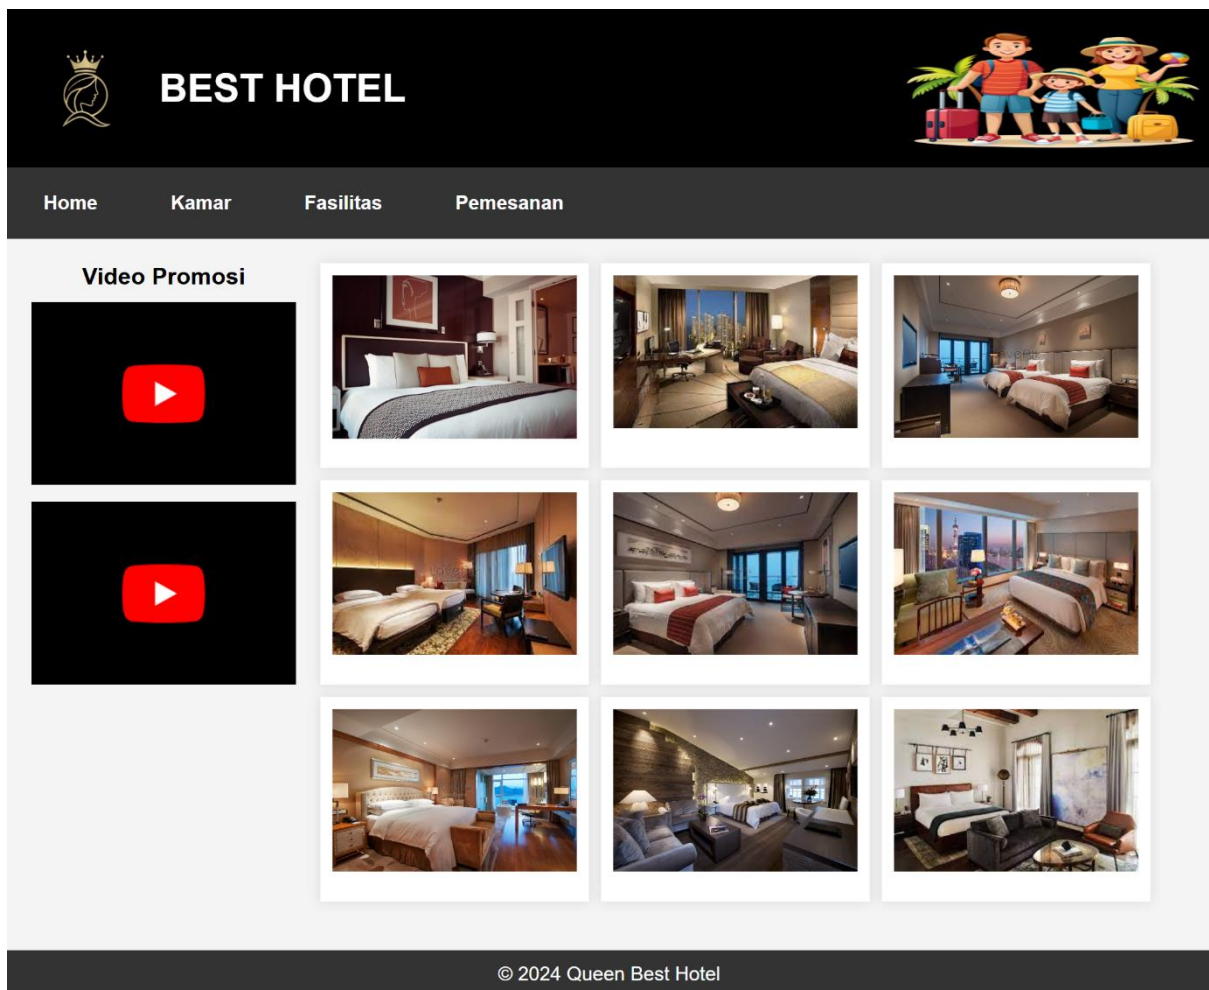 BEST HOTEL
Home
Kamar
Fasilitas
Pemesanan
Video Promosi
© 2024 Queen Best Hotel